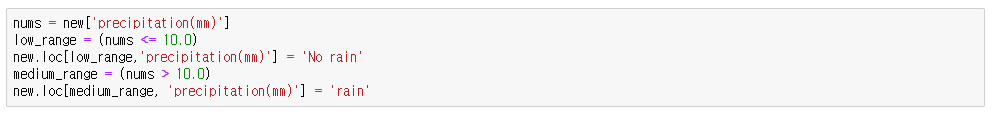 nums = new['precipitation(mm)']
low_range = (nums <= 10.0)
new.loc[low_range,'precipitation(mm)'] = 'No rain'
medium_range = (nums > 10.0)
new.loc[medium_range, 'precipitation(mm)'] = 'rain'